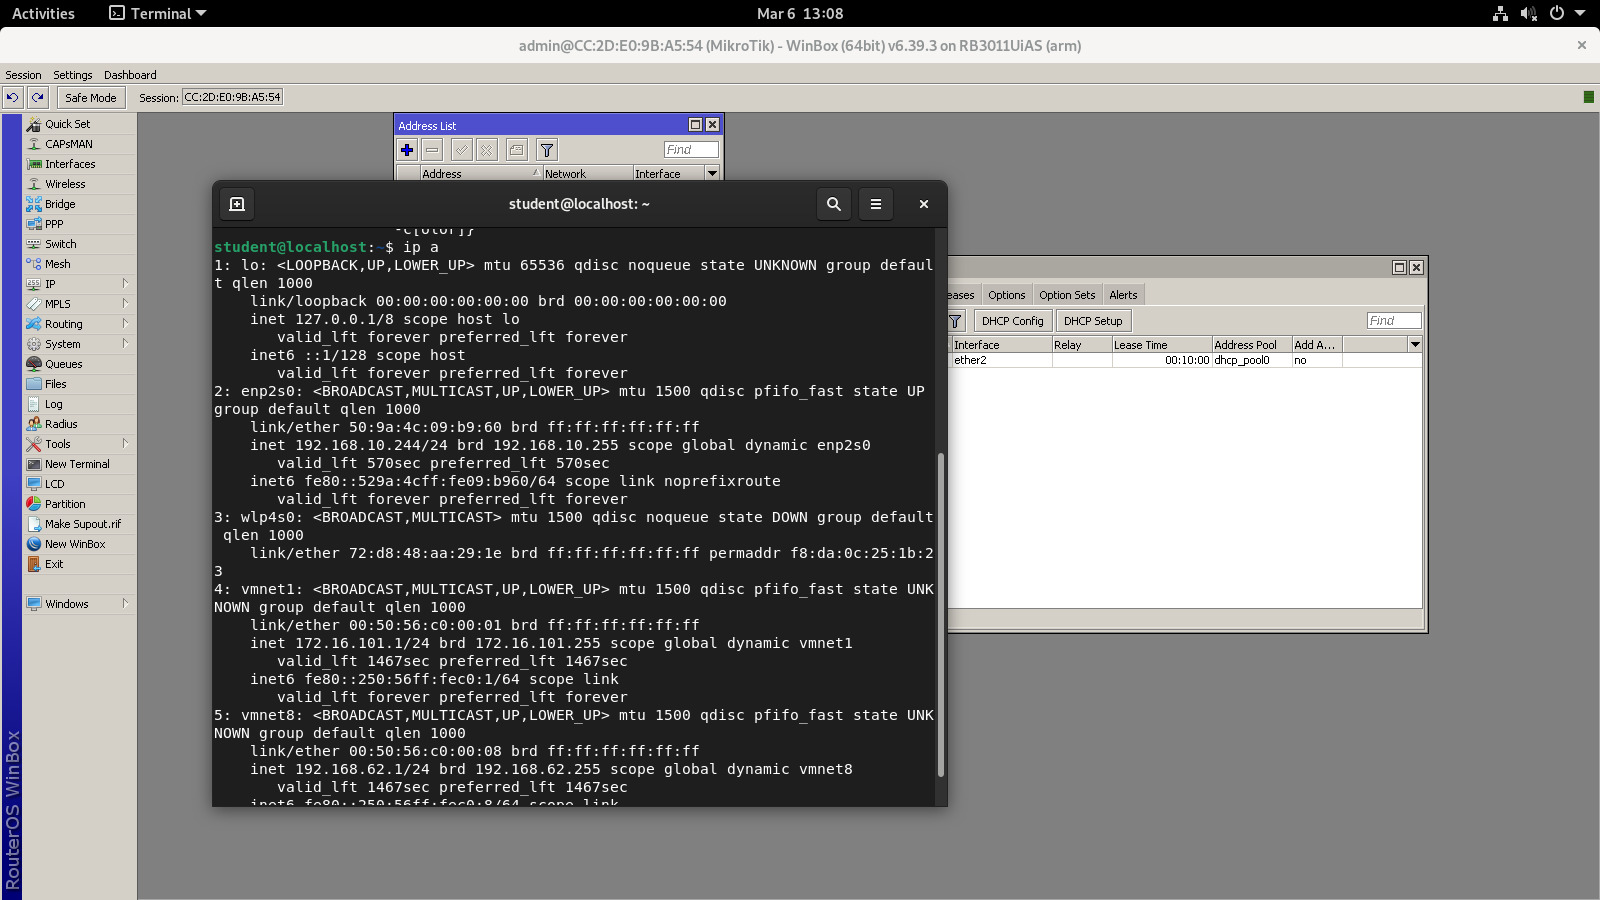 Activities
Terminal
Mar 6 13:08
admin@CC:2D:E0:9B:A5:54 (MikroTik) - WinBox (64bit) v6.39.3 on RB3011UiAS (arm)
Session Settings Dashboard
Safe Mode
Session: CC:2D:E0:9B:A5:54
Quick Set
CAPsMAN
Interfaces
Wireless
Bridge
PPP
Switch
Mesh
IP
MPLS
Routing
System
Queues
Files
Log
Radius
Tools
New Terminal
LCD
Partition
Make Supout.rif
New WinBox
Exit
Windows
RouterOS WinBox
Address List
Find
Address Network Interface
student@localhost: ~
-c[olor]}
student@localhost:~$ ip a
1: lo: <LOOPBACK,UP,LOWER_UP> mtu 65536 qdisc noqueue state UNKNOWN group defaul
t qlen 1000
link/loopback 00:00:00:00:00:00 brd 00:00:00:00:00:00
inet 127.0.0.1/8 scope host lo
valid_lft forever preferred_lft forever
inet6 ::1/128 scope host
valid_lft forever preferred_lft forever
2: enp2s0: <BROADCAST,MULTICAST,UP,LOWER_UP> mtu 1500 qdisc pfifo_fast state UP
group default qlen 1000
link/ether 50:9a:4c:09:b9:60 brd ff:ff:ff:ff:ff:ff
inet 192.168.10.244/24 brd 192.168.10.255 scope global dynamic enp2s0
valid_lft 570sec preferred_lft 570sec
inet6 fe80::529a:4cff:fe09:b960/64 scope link noprefixroute
valid_lft forever preferred_lft forever
3: wlp4s0: <BROADCAST,MULTICAST> mtu 1500 qdisc noqueue state DOWN group default
qlen 1000
link/ether 72:d8:48:aa:29:1e brd ff:ff:ff:ff:ff:ff permaddr f8:da:0c:25:1b:2
3
4: vmnet1: <BROADCAST,MULTICAST,UP,LOWER_UP> mtu 1500 qdisc pfifo_fast state UNK
NOWN group default qlen 1000
link/ether 00:50:56:c0:00:01 brd ff:ff:ff:ff:ff:ff
inet 172.16.101.1/24 brd 172.16.101.255 scope global dynamic vmnet1
valid_lft 1467sec preferred_lft 1467sec
inet6 fe80::250:56ff:fec0:1/64 scope link
valid_lft forever preferred_lft forever
5: vmnet8: <BROADCAST,MULTICAST,UP,LOWER_UP> mtu 1500 qdisc pfifo_fast state UNK
NOWN group default qlen 1000
link/ether 00:50:56:c0:00:08 brd ff:ff:ff:ff:ff:ff
inet 192.168.62.1/24 brd 192.168.62.255 scope global dynamic vmnet8
valid_lft 1467sec preferred_lft 1467sec
inet6 fe80::250:56ff:fec0:8/64 scope link
eases Options Option Sets Alerts
DHCP Config DHCP Setup Find
Interface Relay Lease Time Address Pool Add A...
ether2 00:10:00 dhcp_pool0 no